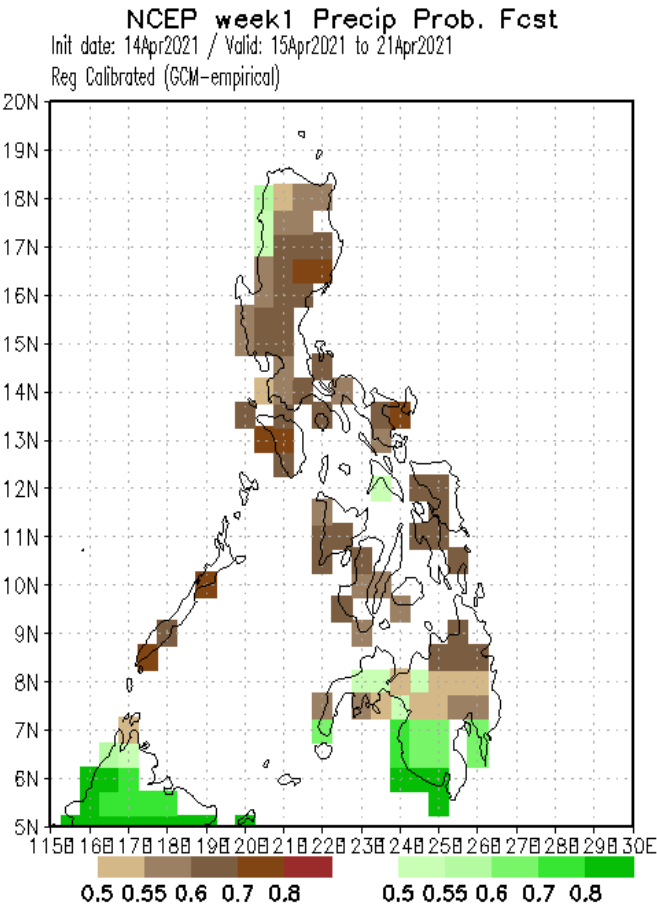 NCEP week1 Precip Prob. Fcst
Init date: 14Apr2021 / Valid: 15Apr2021 to 21Apr2021
Reg Calibrated (GCM-empirical)
20N
19N
18N
17N
16N
15N
14N
13N
12N
11N
10N
9N
8N
7N
6N
5N
115E 116E 117E 118E 119E 120E 121E 122E 123E 124E 125E 126E 127E 128E 129E 130E
0.5 0.55 0.6 0.7 0.8 0.5 0.55 0.6 0.7 0.8